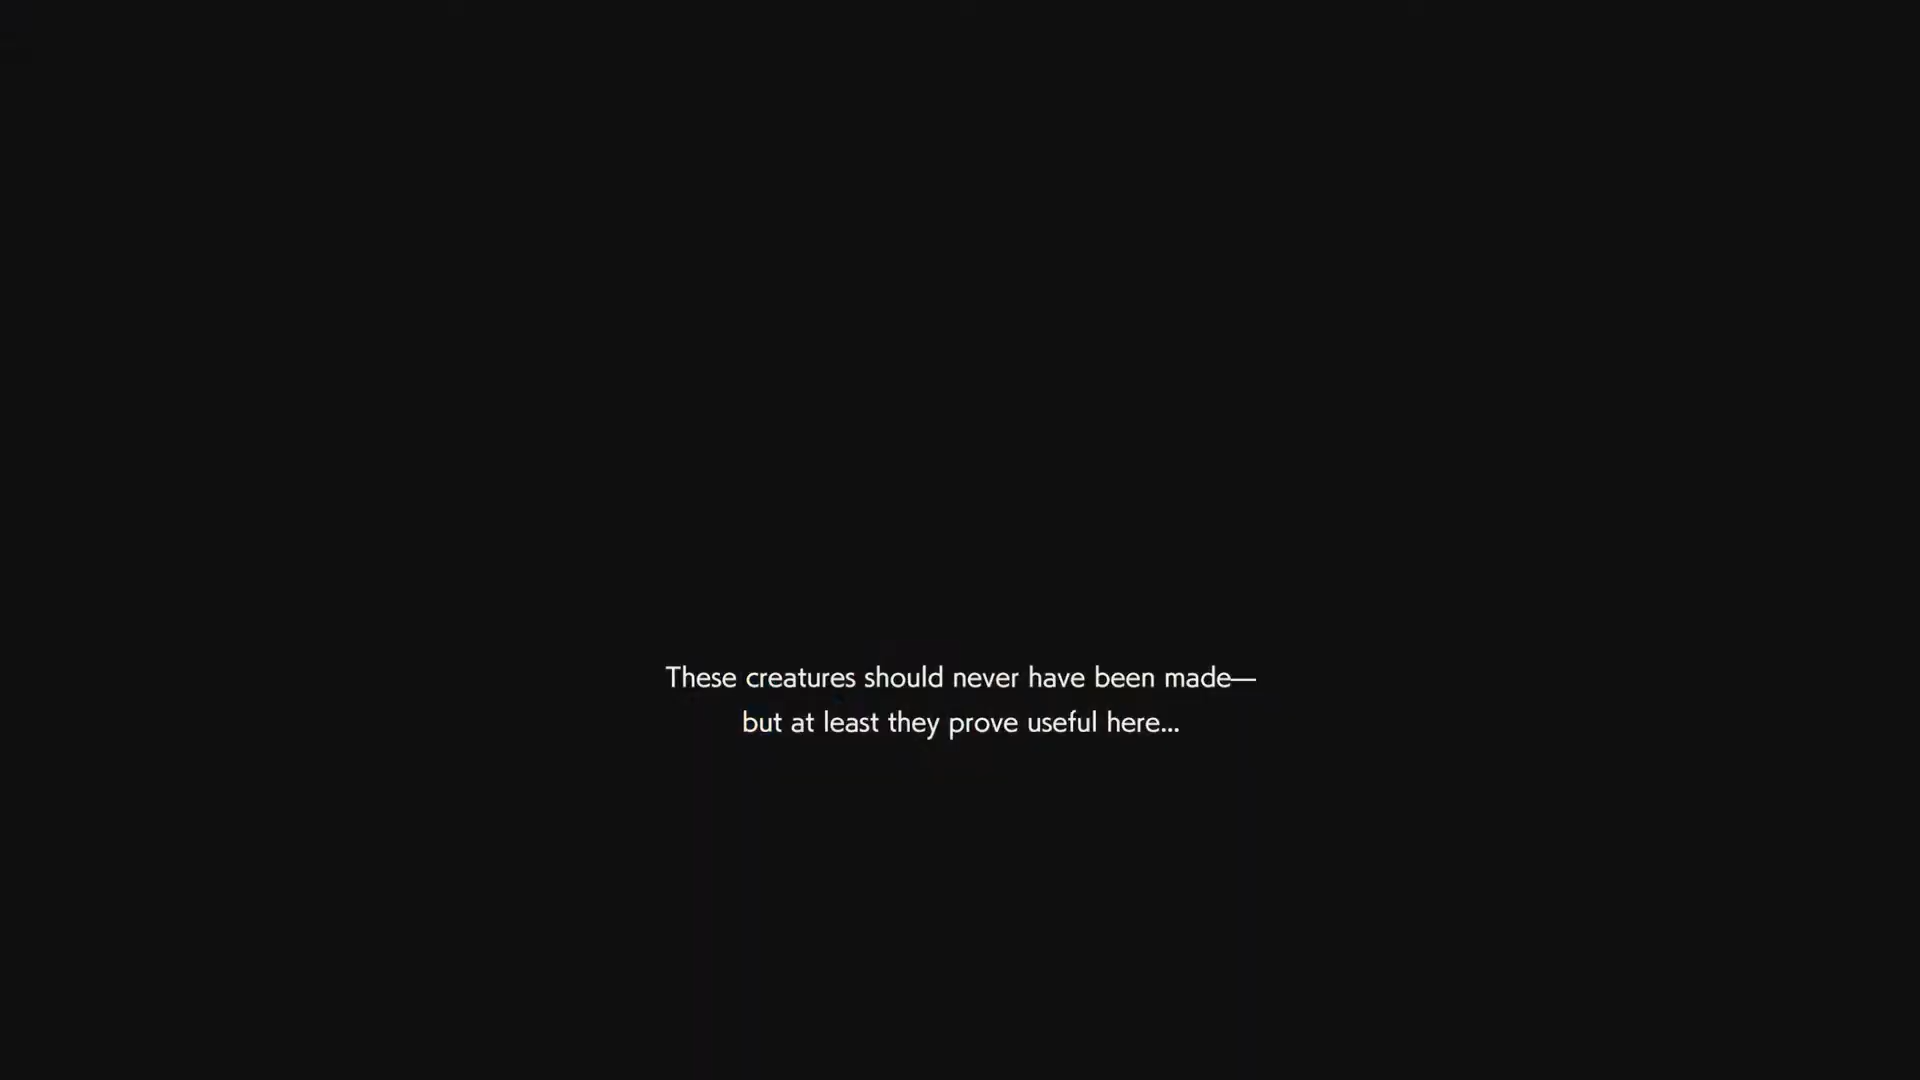 These creatures should never have been made—
but at least they prove useful here...